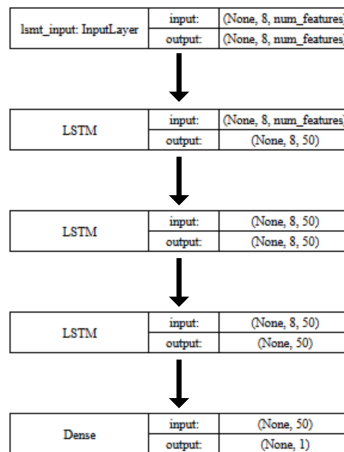 lsmt_input: InputLayer input: (None, 8, num_features)
output: (None, 8, num_features)
LSTM input: (None, 8, num_features)
output: (None, 8, 50)
LSTM input: (None, 8, 50)
output: (None, 8, 50)
LSTM input: (None, 8, 50)
output: (None, 50)
Dense input: (None, 50)
output: (None, 1)